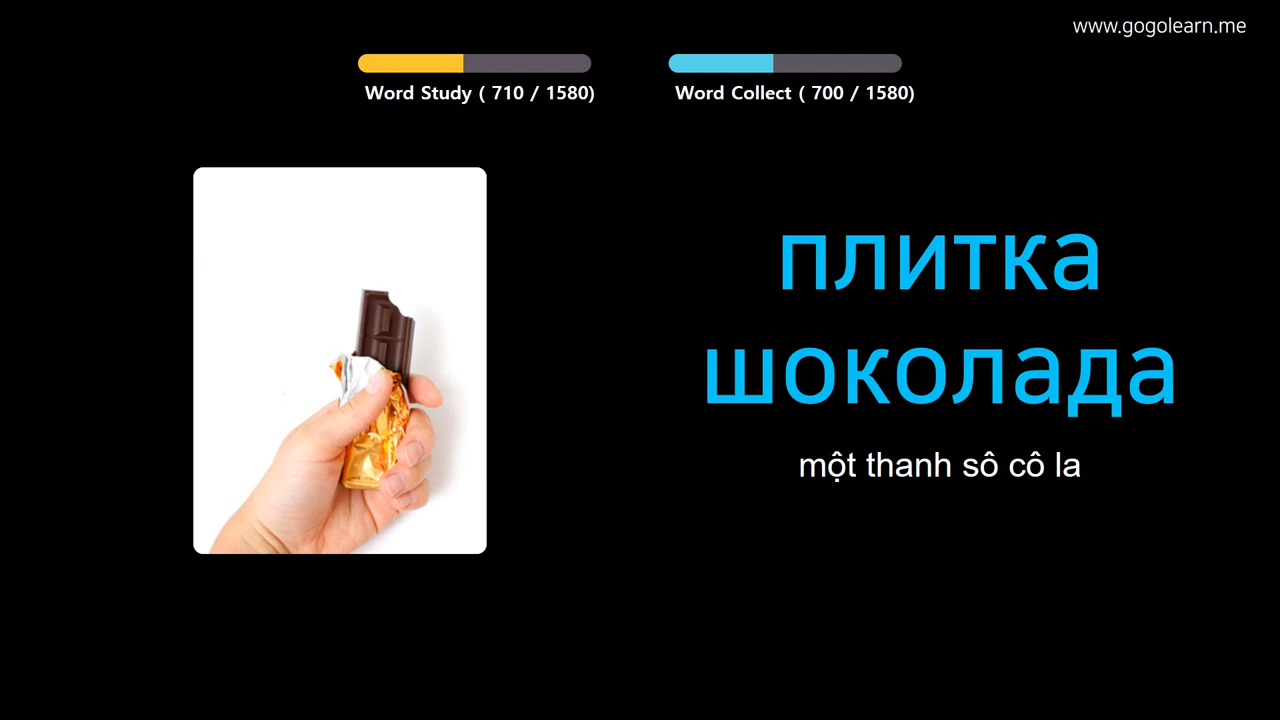 www.gogolearn.me
Word Study ( 710 / 1580)
Word Collect ( 700 / 1580)
плитка
шоколада
một thanh sô cô la